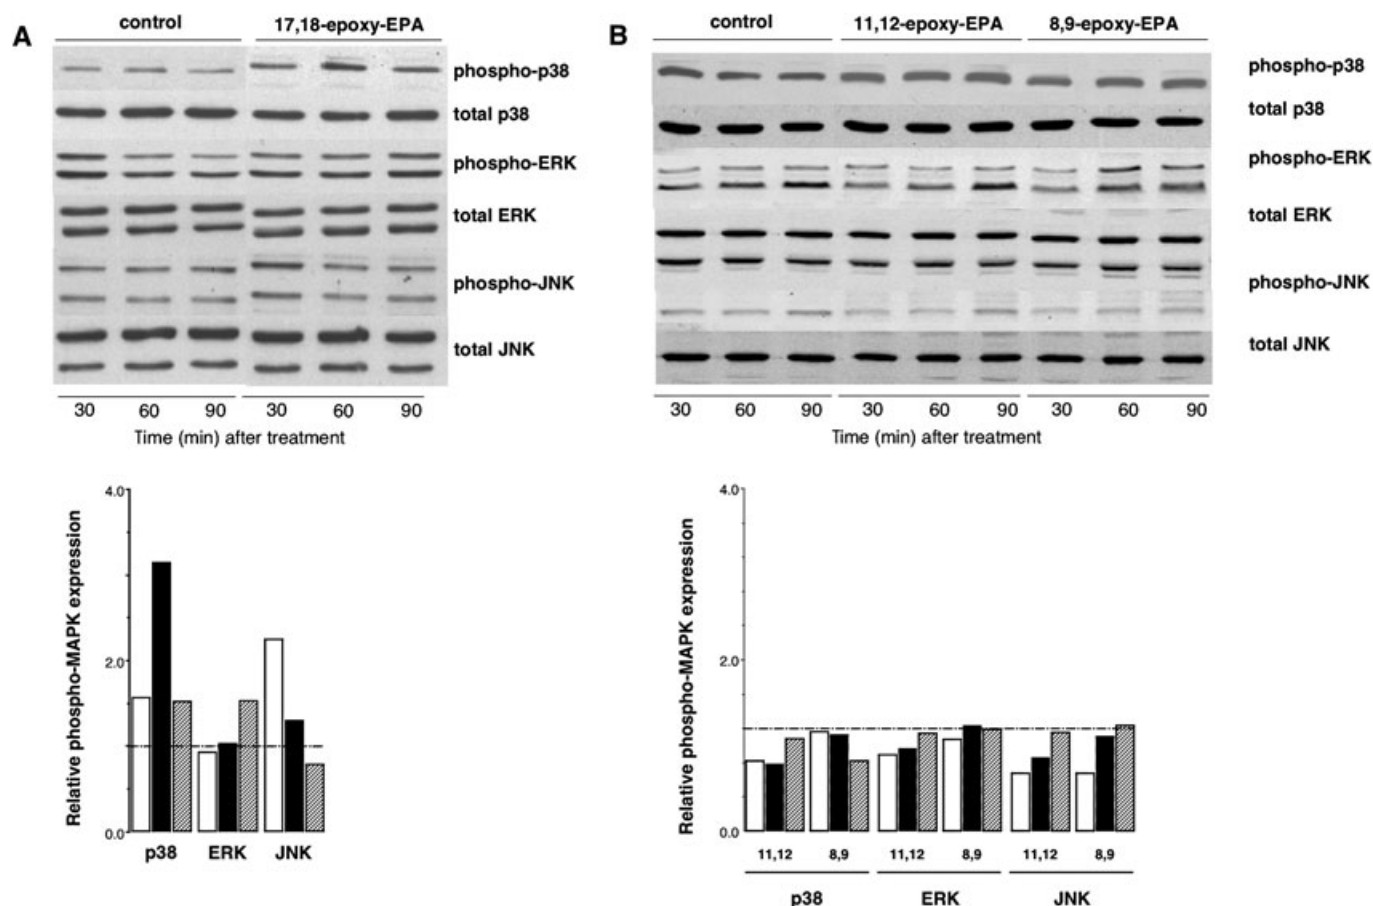 A
control
17,18-epoxy-EPA
phospho-p38
total p38
phospho-ERK
total ERK
phospho-JNK
total JNK
30 60 90 30 60 90
Time (min) after treatment
Relative phospho-MAPK expression
4.0
2.0
0.0
p38 ERK JNK
B
control
11,12-epoxy-EPA
8,9-epoxy-EPA
phospho-p38
total p38
phospho-ERK
total ERK
phospho-JNK
total JNK
30 60 90 30 60 90 30 60 90
Time (min) after treatment
Relative phospho-MAPK expression
4.0
2.0
0.0
11,12 8,9 11,12 8,9 11,12 8,9
p38 ERK JNK